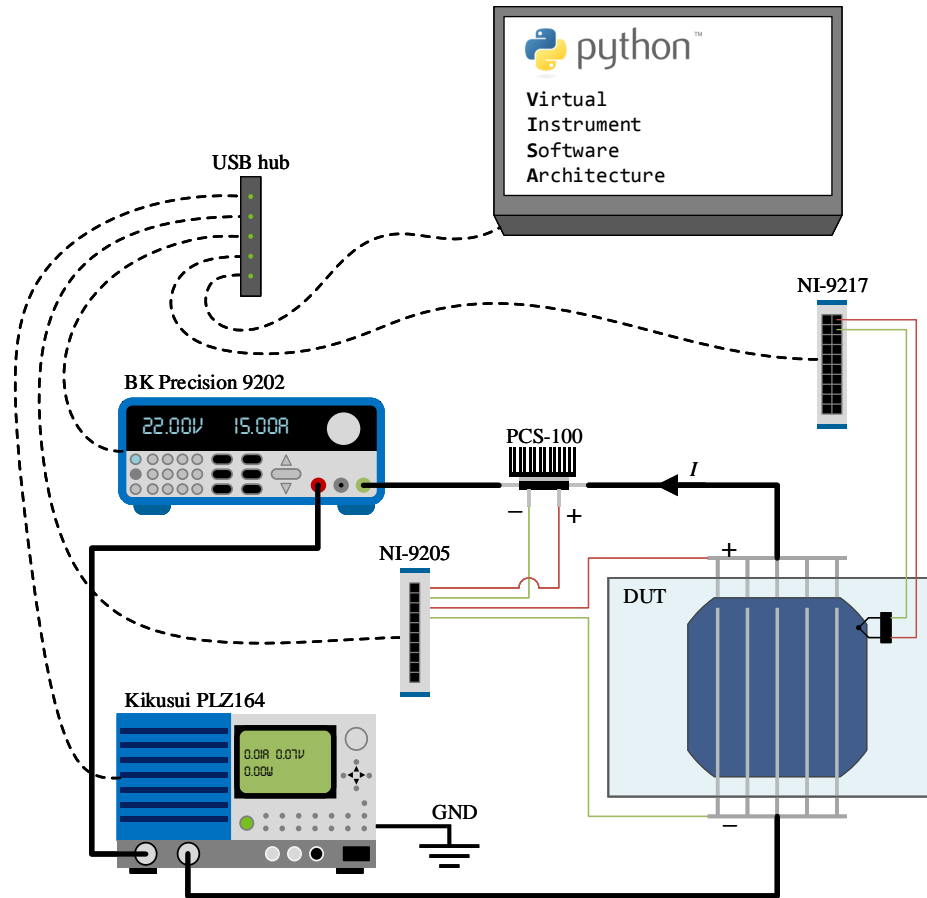 python™
Virtual
Instrument
Software
Architecture
USB hub
NI-9217
BK Precision 9202
22.00V 15.00A
PCS-100
I
− +
NI-9205
+
DUT
Kikusui PLZ164
0.01A 0.07V
0.00W
GND
−